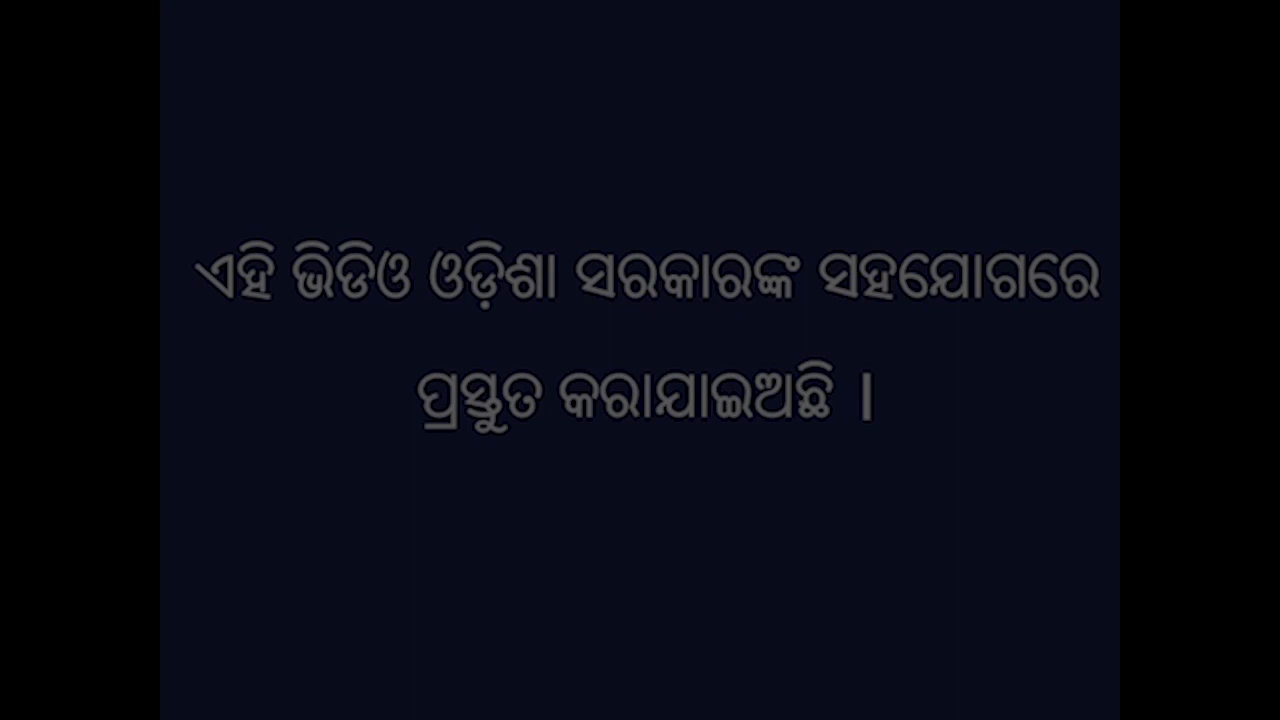 ଏହି ଭିଡିଓ ଓଡ଼ିଶା ସରକାରଙ୍କ ସହଯୋଗରେ
ପ୍ରସ୍ତୁତ କରାଯାଇଅଛି ।